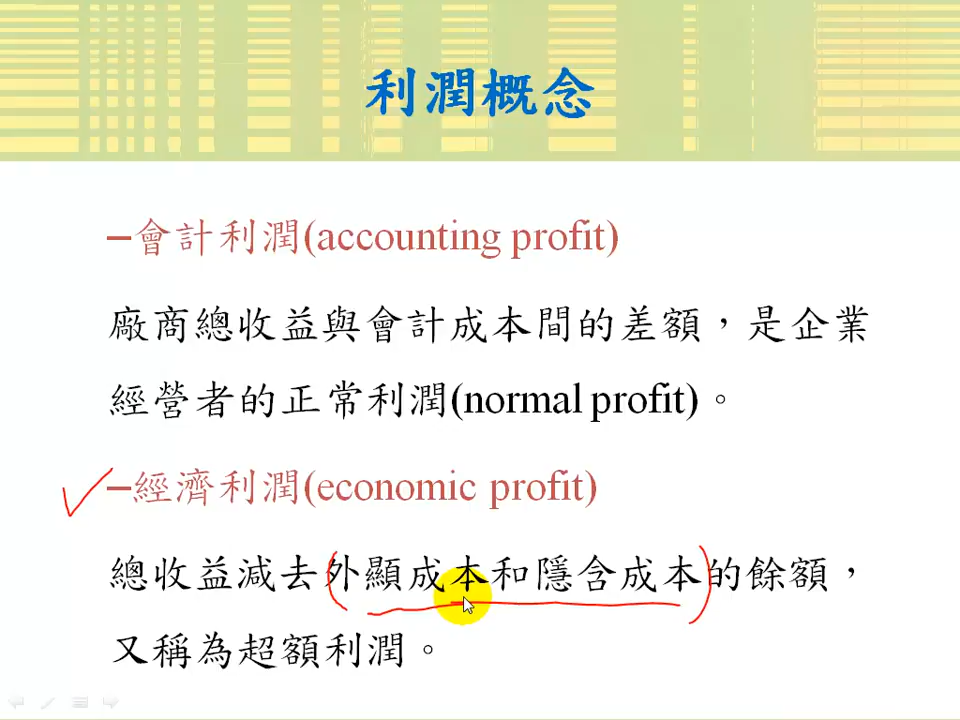 利潤概念
–會計利潤(accounting profit)
廠商總收益與會計成本間的差額，是企業
經營者的正常利潤(normal profit)。
–經濟利潤(economic profit)
總收益減去外顯成本和隱含成本的餘額，
又稱為超額利潤。